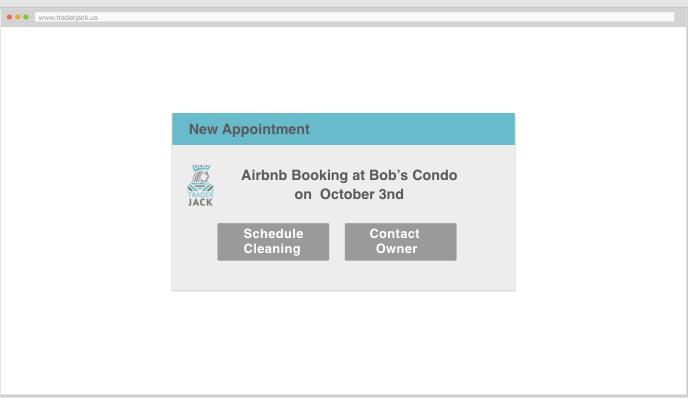 www.traderjack.us
New Appointment
Airbnb Booking at Bob’s Condo
on October 3nd
TRADER
JACK
Schedule
Cleaning
Contact
Owner